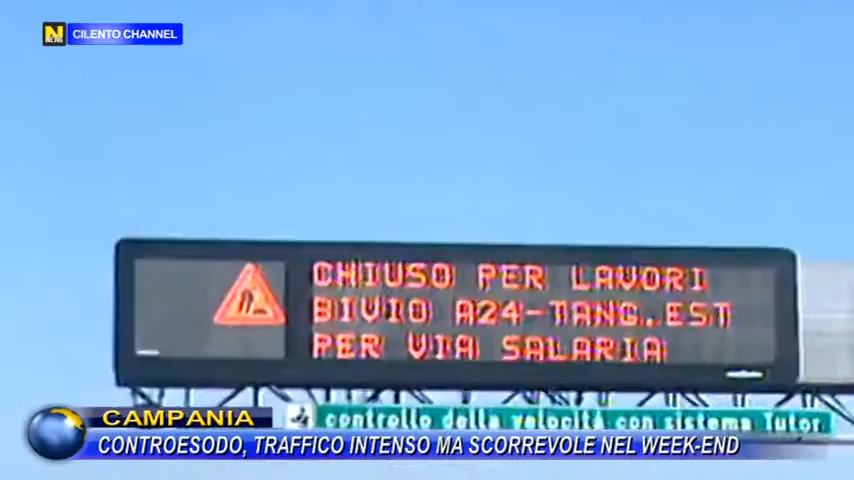 CILENTO CHANNEL
CHIUSO PER LAVORI
BIVIO A24-TANG.EST
PER VIA SALARIA
controllo della velocità con sistema Tutor
CAMPANIA
CONTROESODO, TRAFFICO INTENSO MA SCORREVOLE NEL WEEK-END